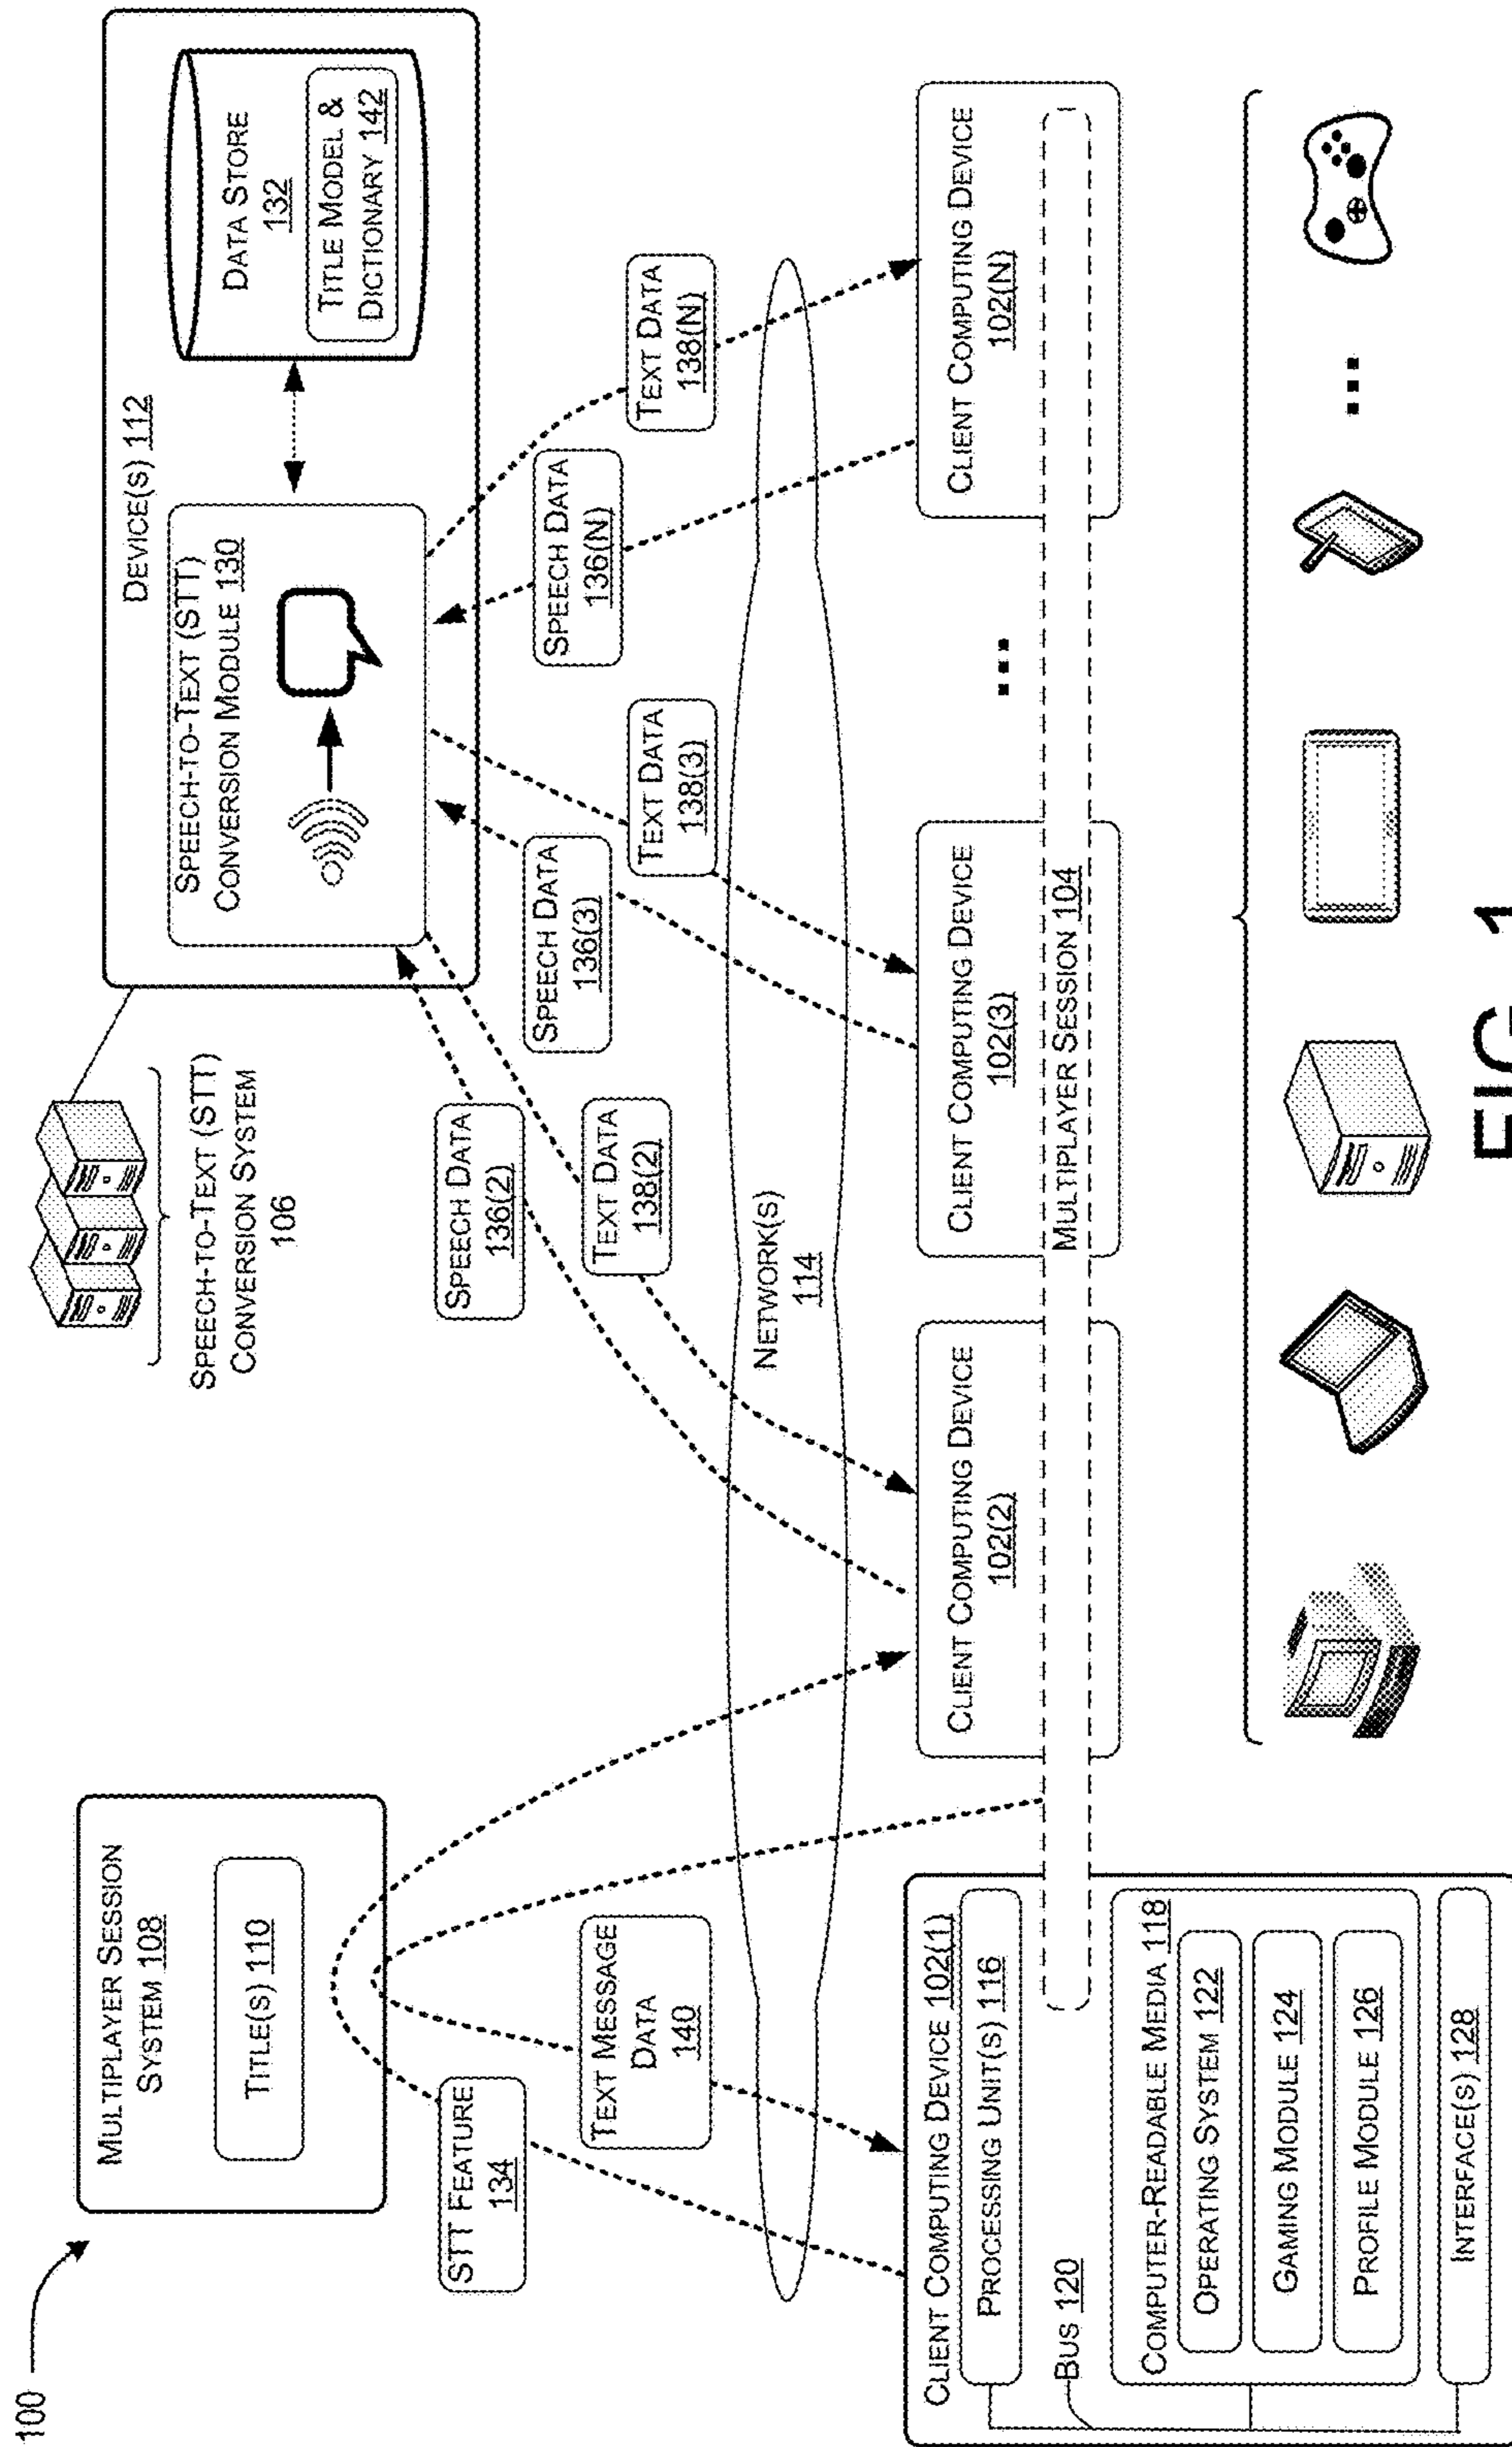 100
MULTIPLAYER SESSION
SYSTEM 108
TITLE(S) 110
SPEECH-TO-TEXT (STT)
CONVERSION SYSTEM
106
DEVICE(S) 112
SPEECH-TO-TEXT (STT)
CONVERSION MODULE 130
DATA STORE
132
TITLE MODEL &
DICTIONARY 142
STT FEATURE
134
TEXT MESSAGE
DATA
140
SPEECH DATA
136(2)
TEXT DATA
138(2)
SPEECH DATA
136(3)
TEXT DATA
138(3)
SPEECH DATA
136(N)
TEXT DATA
138(N)
NETWORK(S)
114
CLIENT COMPUTING DEVICE 102(1)
PROCESSING UNIT(S) 116
BUS 120
COMPUTER-READABLE MEDIA 118
OPERATING SYSTEM 122
GAMING MODULE 124
PROFILE MODULE 126
INTERFACE(S) 128
CLIENT COMPUTING DEVICE
102(2)
CLIENT COMPUTING DEVICE
102(3)
MULTIPLAYER SESSION 104
...
CLIENT COMPUTING DEVICE
102(N)
...
FIG. 1